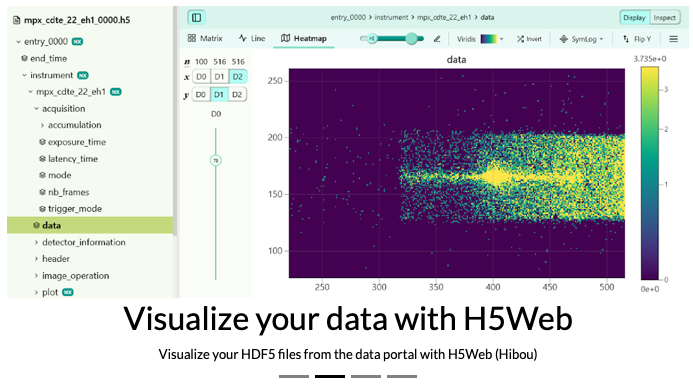 mpx_cdte_22_eh1_0000.h5
entry_0000 NX
end_time
instrument NX
mpx_cdte_22_eh1 NX
acquisition
accumulation
exposure_time
latency_time
mode
nb_frames
trigger_mode
data
detector_information
header
image_operation
plot NX
entry_0000 > instrument > mpx_cdte_22_eh1 > data
Display Inspect
Matrix Line Heatmap Viridis Invert SymLog Flip Y
n 100 516 516
x D0 D1 D2
y D0 D1 D2
D0
78
data
250
200
150
100
250 300 350 400 450 500
3.735e+0
3
2
1
0e+0
Visualize your data with H5Web
Visualize your HDF5 files from the data portal with H5Web (Hibou)